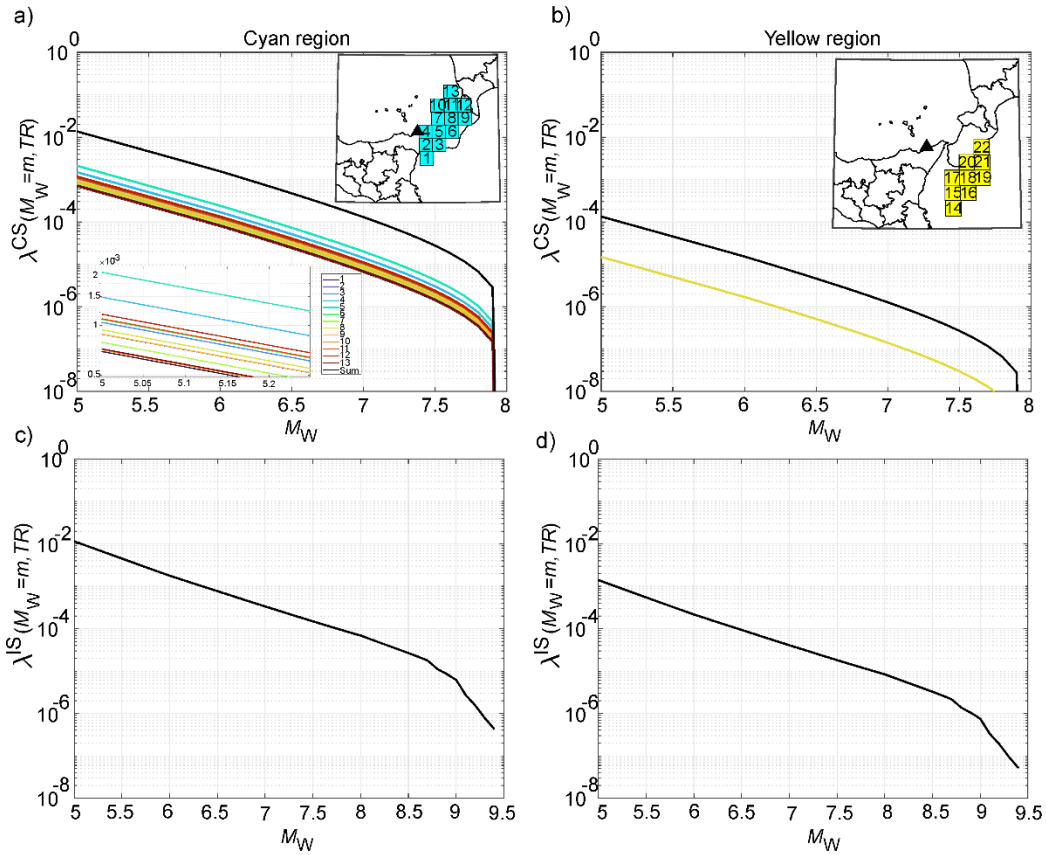 a)
Cyan region
10^0
10^-2
10^-4
10^-6
10^-8
λ^CS(M_W=m,TR)
13
10 11 12
7 8 9
4 5 6
2 3
1
×10^-3
2
1.5
1
0.5
5 5.05 5.1 5.15 5.2
1
2
3
4
5
6
7
8
9
10
11
12
13
Sum
5 5.5 6 6.5 7 7.5 8
M_W
b)
Yellow region
10^0
10^-2
10^-4
10^-6
10^-8
λ^CS(M_W=m,TR)
22
20 21
17 18 19
15 16
14
5 5.5 6 6.5 7 7.5 8
M_W
c)
10^0
10^-2
10^-4
10^-6
10^-8
λ^IS(M_W=m,TR)
5 5.5 6 6.5 7 7.5 8 8.5 9 9.5
M_W
d)
10^0
10^-2
10^-4
10^-6
10^-8
λ^IS(M_W=m,TR)
5 5.5 6 6.5 7 7.5 8 8.5 9 9.5
M_W